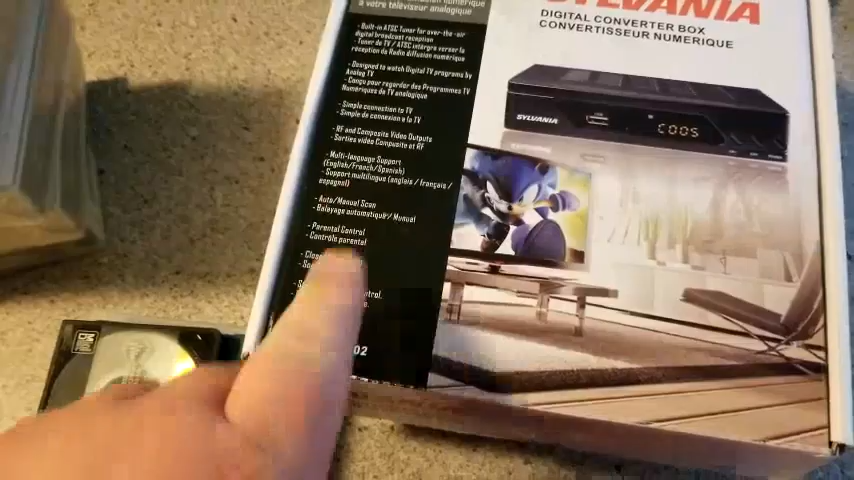 à votre téléviseur analogique
- Built-in ATSC Tuner for over-the-air
digital broadcast reception
- Tuner de TV / ATSC intégré verser la
réception de Radio diffusion numérique
- Designed to watch Digital TV programs by
Analog TV
- Conçu pour regarder des Programmes TV
Numériques de TV analogique
- Simple connection to TV
- Simple de connexion a la TV
- RF and Composite Video Outputs
- Sorties vidéo Composite et RF
- Multi-language Support
(English/French/Spanish)
- Support multilingue (anglais / français /
espagnol)
- Auto/Manual Scan
- Balayage automatique/ Manual
- Parental Control
- Contrôle parental
SYLVANIA
DIGITAL CONVERTER BOX
CONVERTISSEUR NUMÉRIQUE
SYLVANIA
C005